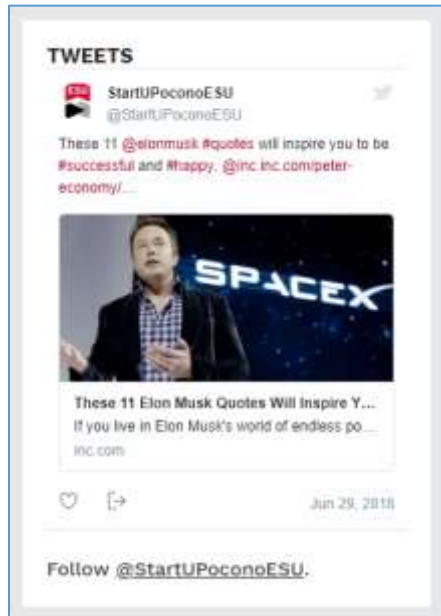 TWEETS
ESU
StartUPoconoESU
@StartUPoconoESU
These 11 @elonmusk #quotes will inspire you to be
#successful and #happy. @inc inc.com/peter-
economy/...
SPACEX
These 11 Elon Musk Quotes Will Inspire Y...
If you live in Elon Musk's world of endless po...
inc.com
Jun 29, 2018
Follow @StartUPoconoESU.